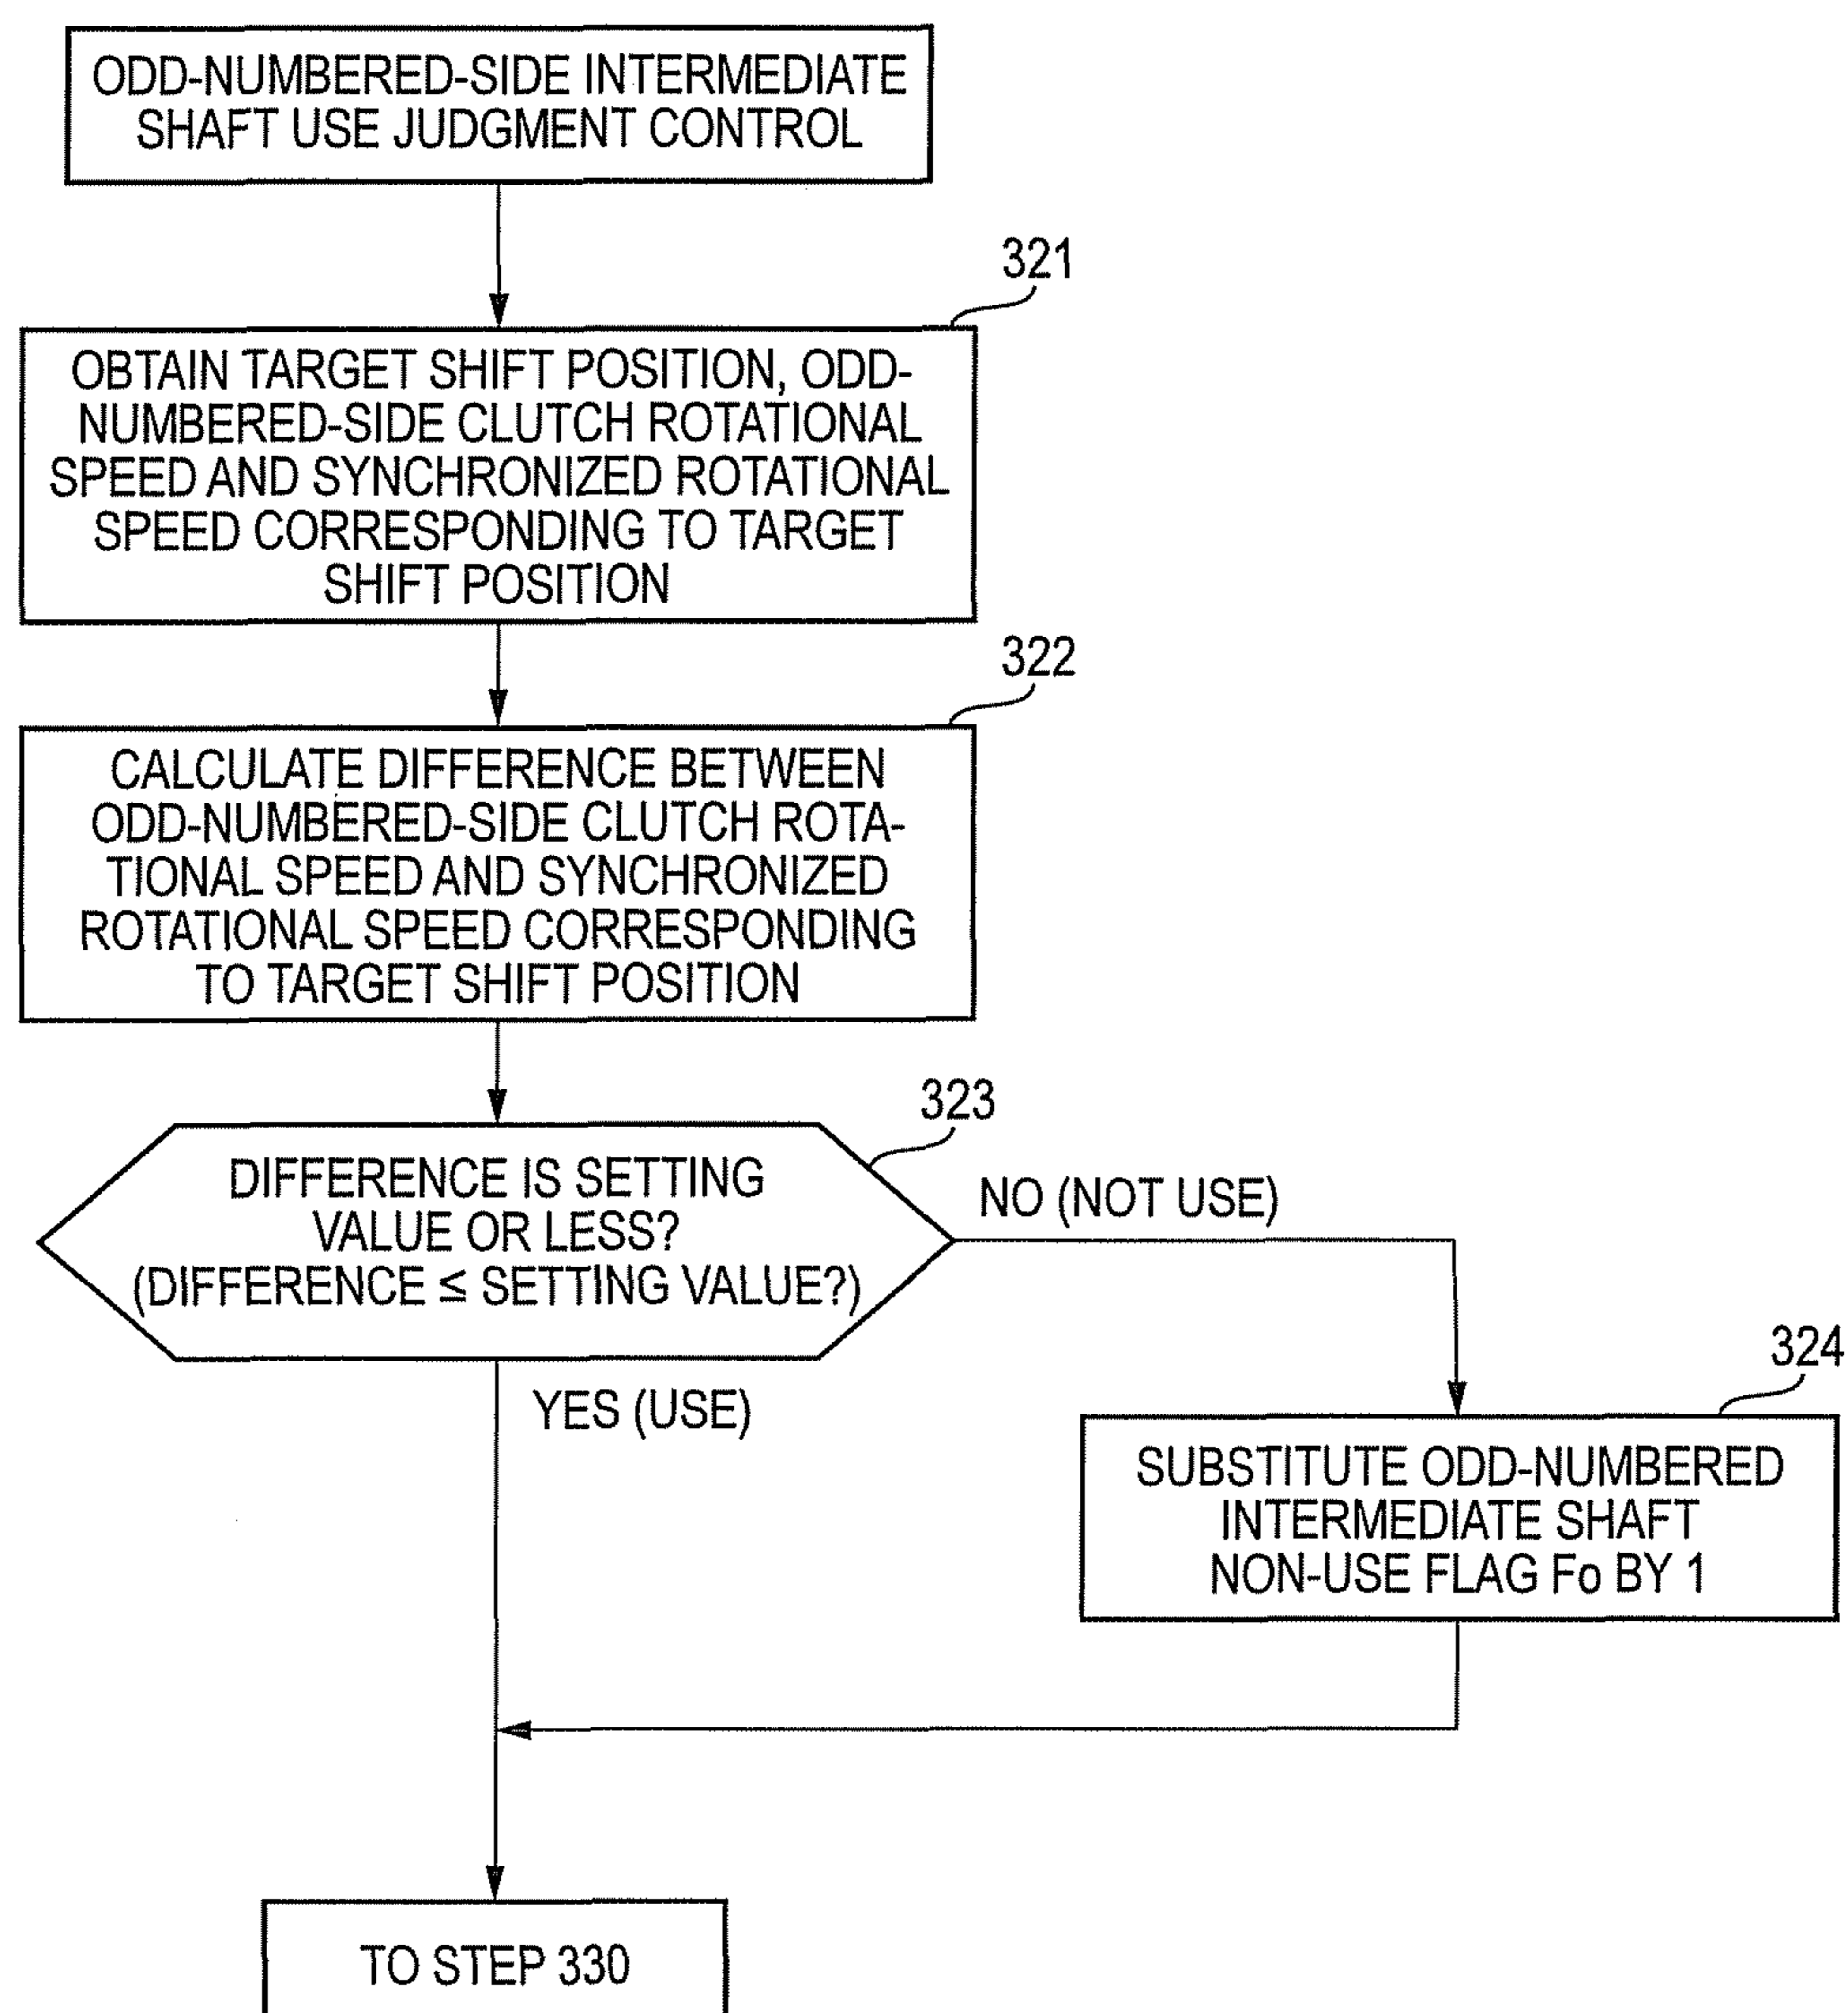 ODD-NUMBERED-SIDE INTERMEDIATE
SHAFT USE JUDGMENT CONTROL
321
OBTAIN TARGET SHIFT POSITION, ODD-
NUMBERED-SIDE CLUTCH ROTATIONAL
SPEED AND SYNCHRONIZED ROTATIONAL
SPEED CORRESPONDING TO TARGET
SHIFT POSITION
322
CALCULATE DIFFERENCE BETWEEN
ODD-NUMBERED-SIDE CLUTCH ROTA-
TIONAL SPEED AND SYNCHRONIZED
ROTATIONAL SPEED CORRESPONDING
TO TARGET SHIFT POSITION
323
DIFFERENCE IS SETTING
VALUE OR LESS?
(DIFFERENCE ≤ SETTING VALUE?)
NO (NOT USE)
YES (USE)
324
SUBSTITUTE ODD-NUMBERED
INTERMEDIATE SHAFT
NON-USE FLAG Fo BY 1
TO STEP 330